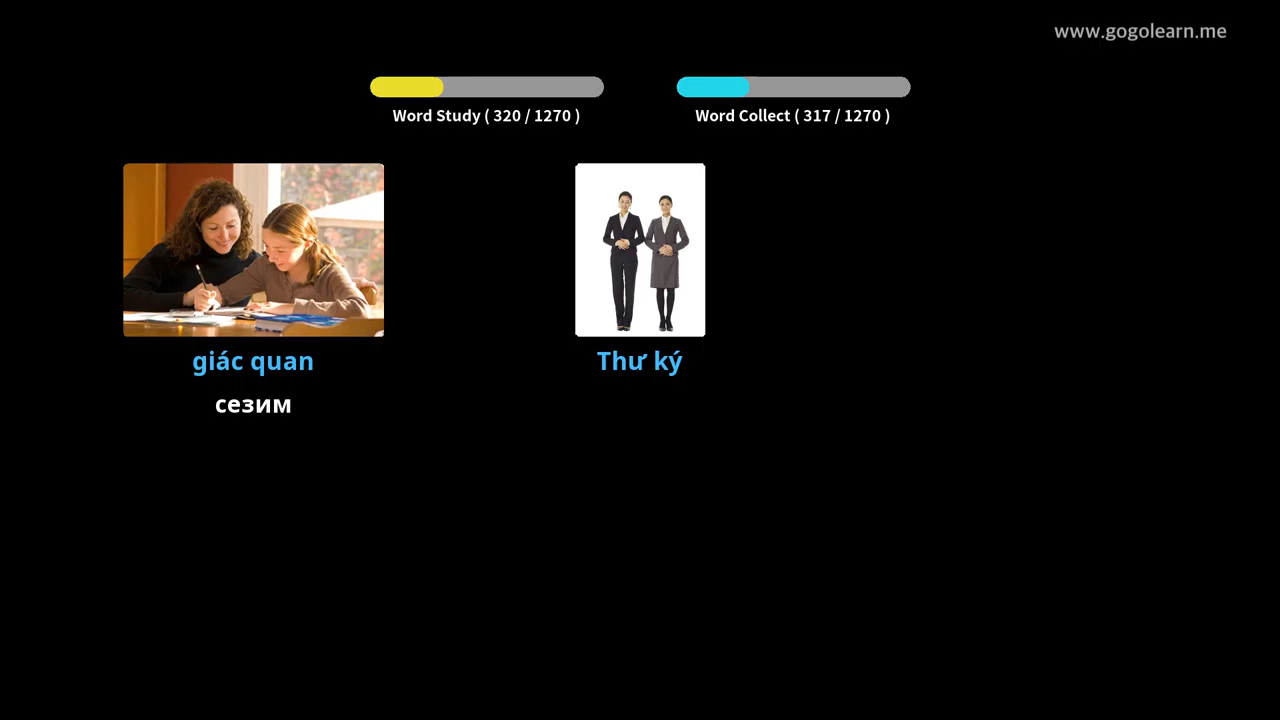 www.gogolearn.me
Word Study ( 320 / 1270 )
Word Collect ( 317 / 1270 )
giác quan
сезим
Thư ký